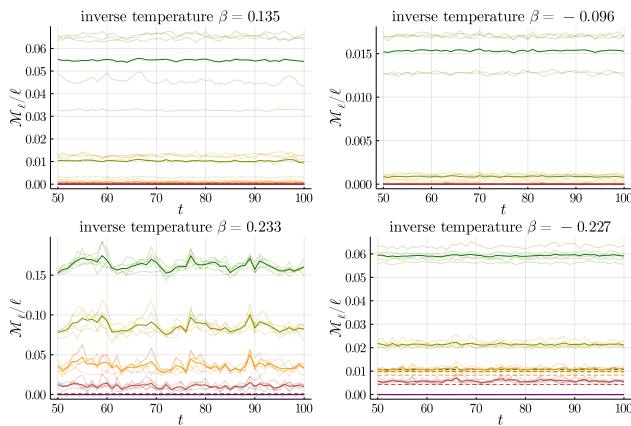 inverse temperature β = 0.135
inverse temperature β = − 0.096
ℳ_ℓ/ℓ
0.06
0.05
0.04
0.03
0.02
0.01
0.00
50 60 70 80 90 100
t
ℳ_ℓ/ℓ
0.015
0.010
0.005
0.000
50 60 70 80 90 100
t
inverse temperature β = 0.233
inverse temperature β = − 0.227
ℳ_ℓ/ℓ
0.15
0.10
0.05
0.00
50 60 70 80 90 100
t
ℳ_ℓ/ℓ
0.06
0.05
0.04
0.03
0.02
0.01
0.00
50 60 70 80 90 100
t